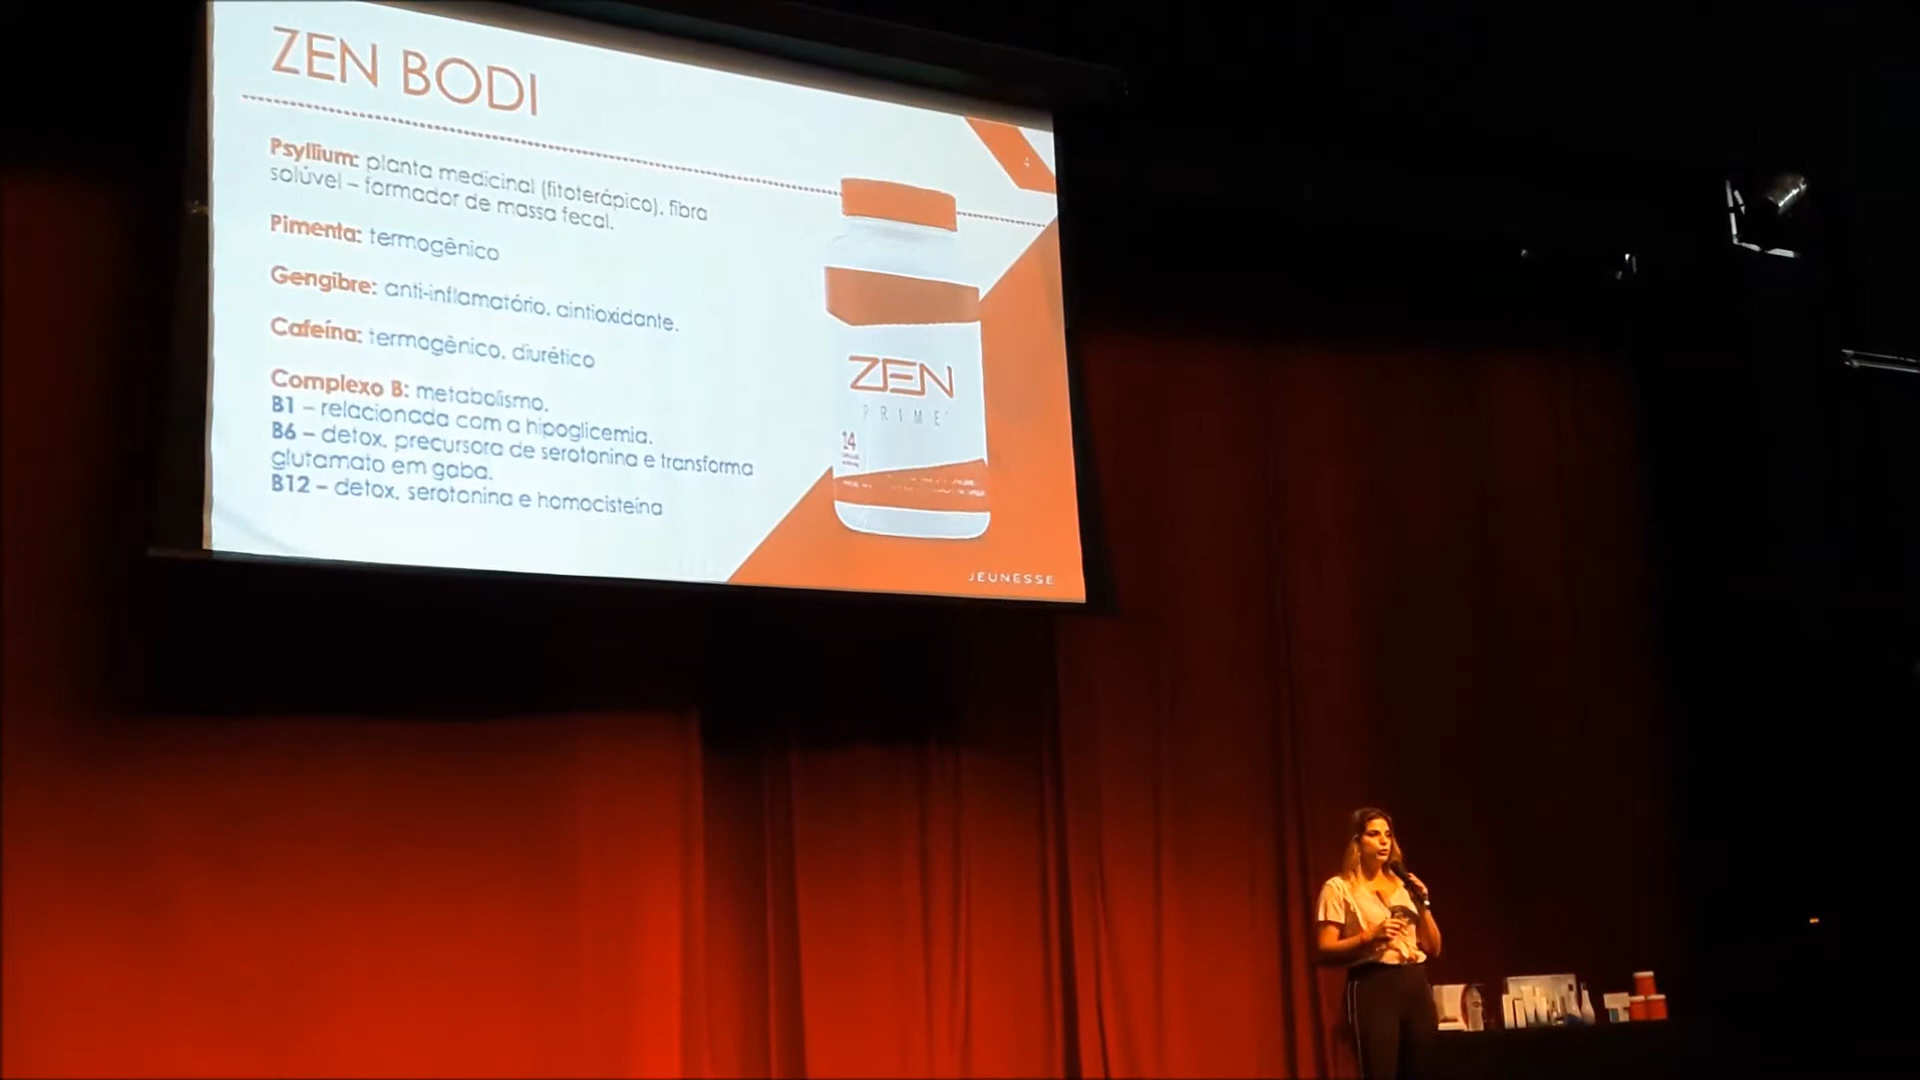 ZEN BODI
Psyllium: planta medicinal (fitoterápico), fibra
solúvel – formador de massa fecal.
Pimenta: termogênico
Gengibre: anti-inflamatório, aintioxidante.
Cafeína: termogênico, diurético
Complexo B: metabolismo.
B1 – relacionada com a hipoglicemia.
B6 – detox, precursora de serotonina e transforma
glutamato em gaba.
B12 – detox, serotonina e homocisteína
ZEN
PRIME
14
JEUNESSE